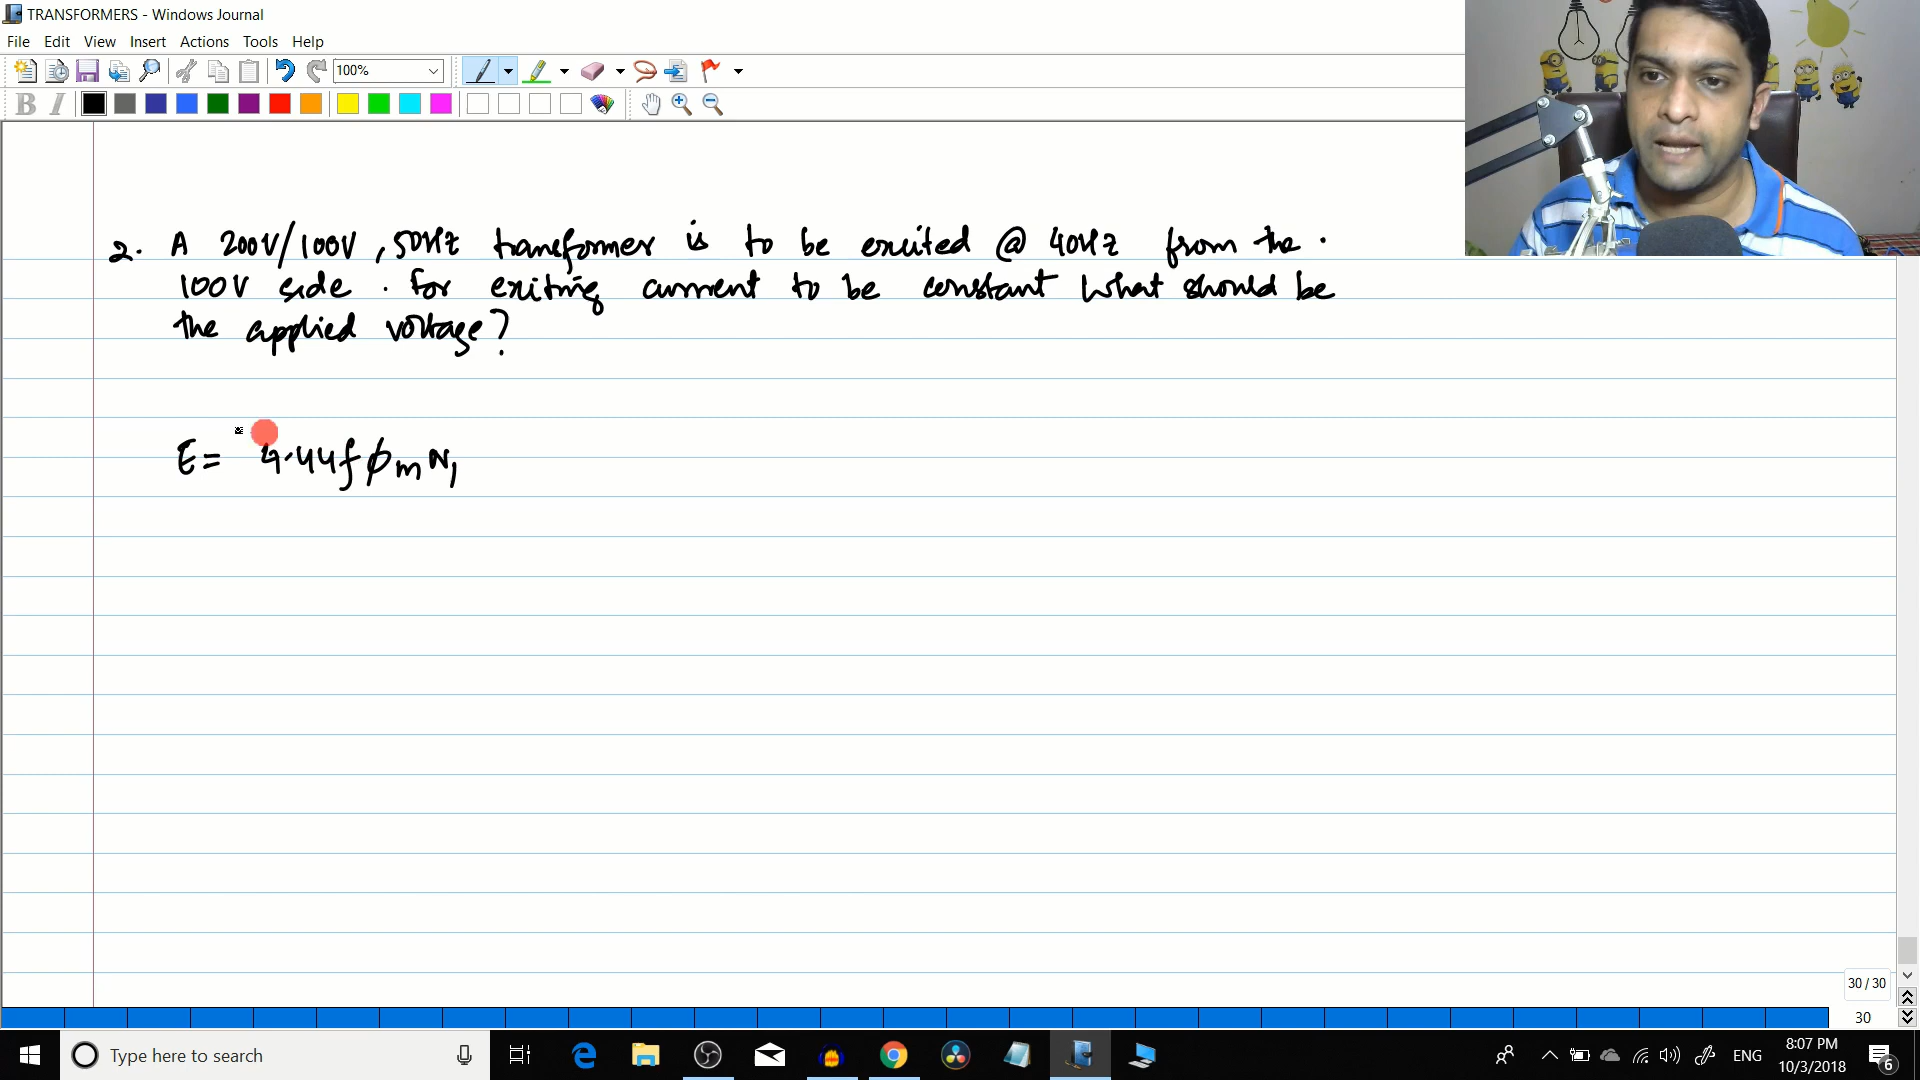 TRANSFORMERS - Windows Journal
File Edit View Insert Actions Tools Help
100%
B I
2. A 200V/100V, 50Hz transformer is to be excited @ 40Hz from the
100V side. for exiting current to be constant What should be
the applied voltage?
E= 4.44fϕmN1
30 / 30
30
Type here to search
ENG
8:07 PM
10/3/2018
6